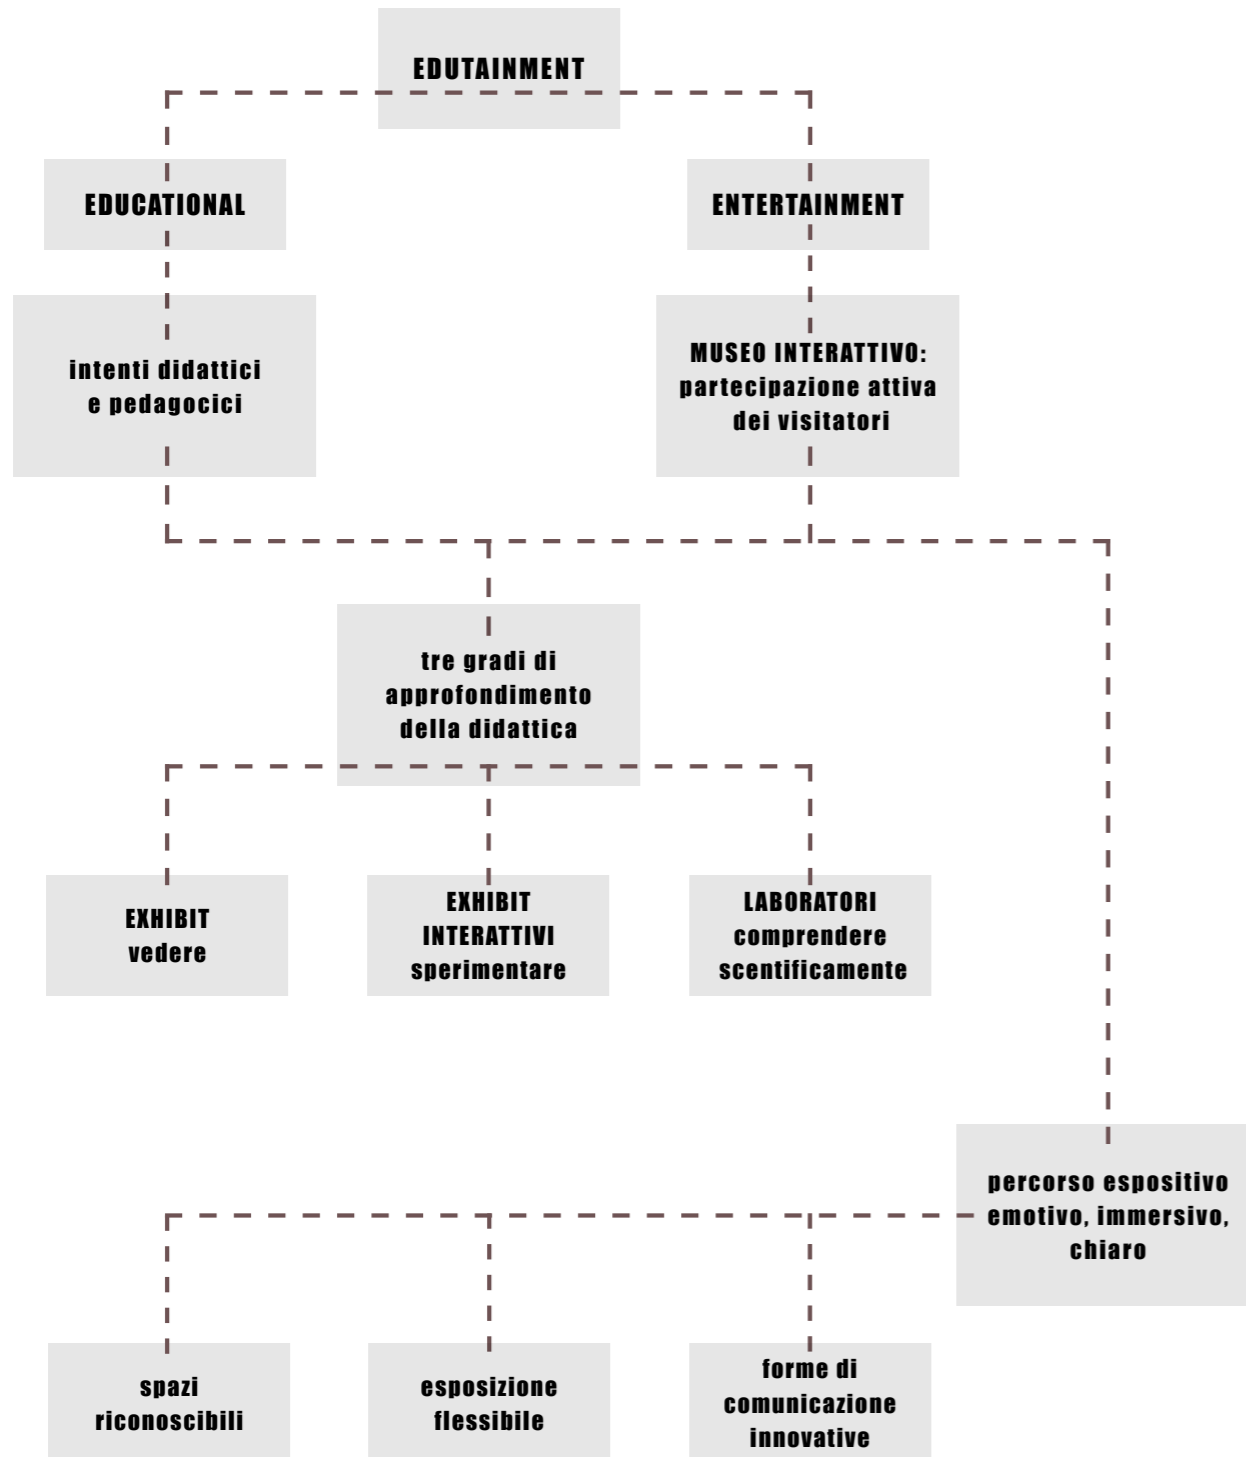 EDUTAINMENT
EDUCATIONAL
ENTERTAINMENT
intenti didattici
e pedagocici
MUSEO INTERATTIVO:
partecipazione attiva
dei visitatori
tre gradi di
approfondimento
della didattica
EXHIBIT
vedere
EXHIBIT
INTERATTIVI
sperimentare
LABORATORI
comprendere
scentificamente
percorso espositivo
emotivo, immersivo,
chiaro
spazi
riconoscibili
esposizione
flessibile
forme di
comunicazione
innovative